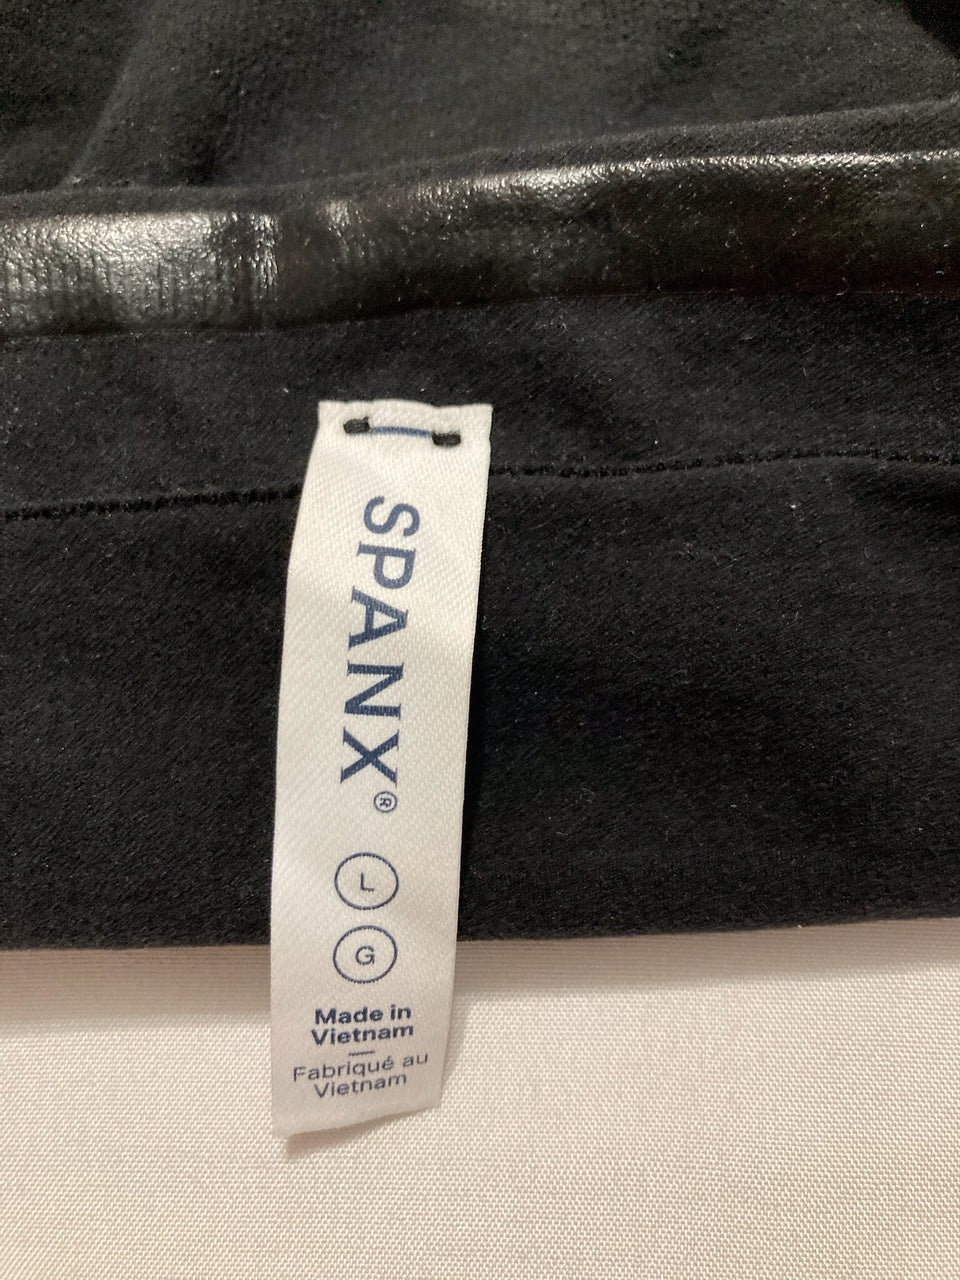 SPANX®
L
G
Made in
Vietnam
Fabriqué au
Vietnam